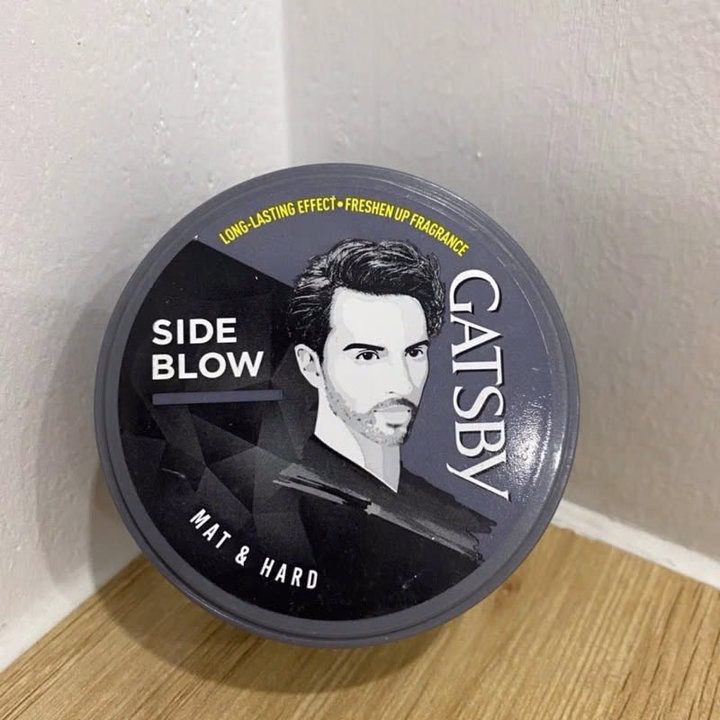 LONG-LASTING EFFECT • FRESHEN UP FRAGRANCE
SIDE
BLOW
GATSBY
MAT & HARD